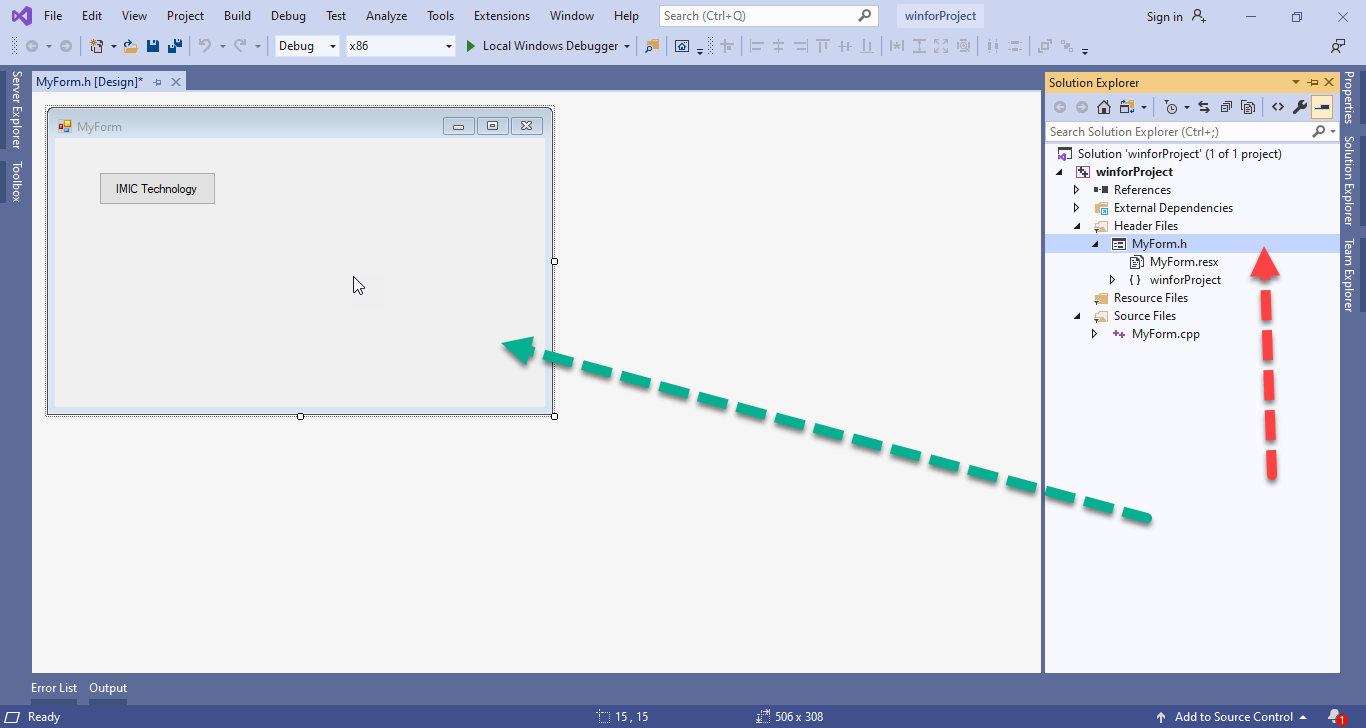 File Edit View Project Build Debug Test Analyze Tools Extensions Window Help Search (Ctrl+Q) winforProject Sign in
Debug x86 Local Windows Debugger
Server Explorer
Toolbox
MyForm.h [Design]*
MyForm
IMIC Technology
Solution Explorer
Search Solution Explorer (Ctrl+;)
Solution 'winforProject' (1 of 1 project)
winforProject
References
External Dependencies
Header Files
MyForm.h
MyForm.resx
{ } winforProject
Resource Files
Source Files
MyForm.cpp
Properties
Solution Explorer
Team Explorer
Error List Output
Ready 15 , 15 506 x 308 Add to Source Control 1